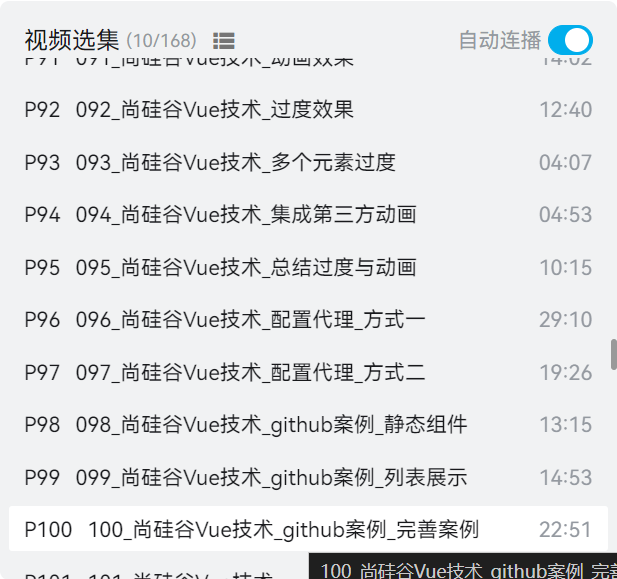 视频选集 (10/168) 自动连播
P91 091_尚硅谷Vue技术_动画效果 14:02
P92 092_尚硅谷Vue技术_过度效果 12:40
P93 093_尚硅谷Vue技术_多个元素过度 04:07
P94 094_尚硅谷Vue技术_集成第三方动画 04:53
P95 095_尚硅谷Vue技术_总结过度与动画 10:15
P96 096_尚硅谷Vue技术_配置代理_方式一 29:10
P97 097_尚硅谷Vue技术_配置代理_方式二 19:26
P98 098_尚硅谷Vue技术_github案例_静态组件 13:15
P99 099_尚硅谷Vue技术_github案例_列表展示 14:53
P100 100_尚硅谷Vue技术_github案例_完善案例 22:51
P101 101_尚硅谷Vue技术_
100_尚硅谷Vue技术_github案例_完善